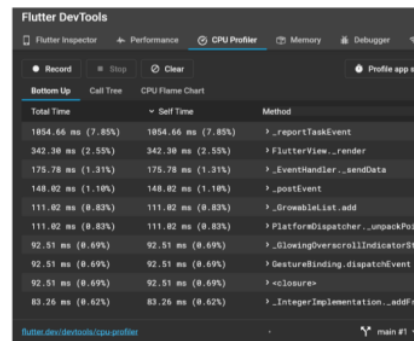 Flutter DevTools
Flutter Inspector Performance CPU Profiler Memory Debugger
Record Stop Clear Profile app s
Bottom Up Call Tree CPU Flame Chart
Total Time Self Time Method
1054.66 ms (7.85%) 1054.66 ms (7.85%) > _reportTaskEvent
342.30 ms (2.55%) 342.30 ms (2.55%) > FlutterView._render
175.78 ms (1.31%) 175.78 ms (1.31%) > _EventHandler._sendData
148.02 ms (1.10%) 148.02 ms (1.10%) > _postEvent
111.02 ms (0.83%) 111.02 ms (0.83%) > _GrowableList.add
111.02 ms (0.83%) 111.02 ms (0.83%) > PlatformDispatcher._unpackPoi
92.51 ms (0.69%) 92.51 ms (0.69%) > _GlowingOverscrollIndicatorSt
92.51 ms (0.69%) 92.51 ms (0.69%) > GestureBinding.dispatchEvent
92.51 ms (0.69%) 92.51 ms (0.69%) > <closure>
83.26 ms (0.62%) 83.26 ms (0.62%) > _IntegerImplementation._addFr
flutter.dev/devtools/cpu-profiler main #1